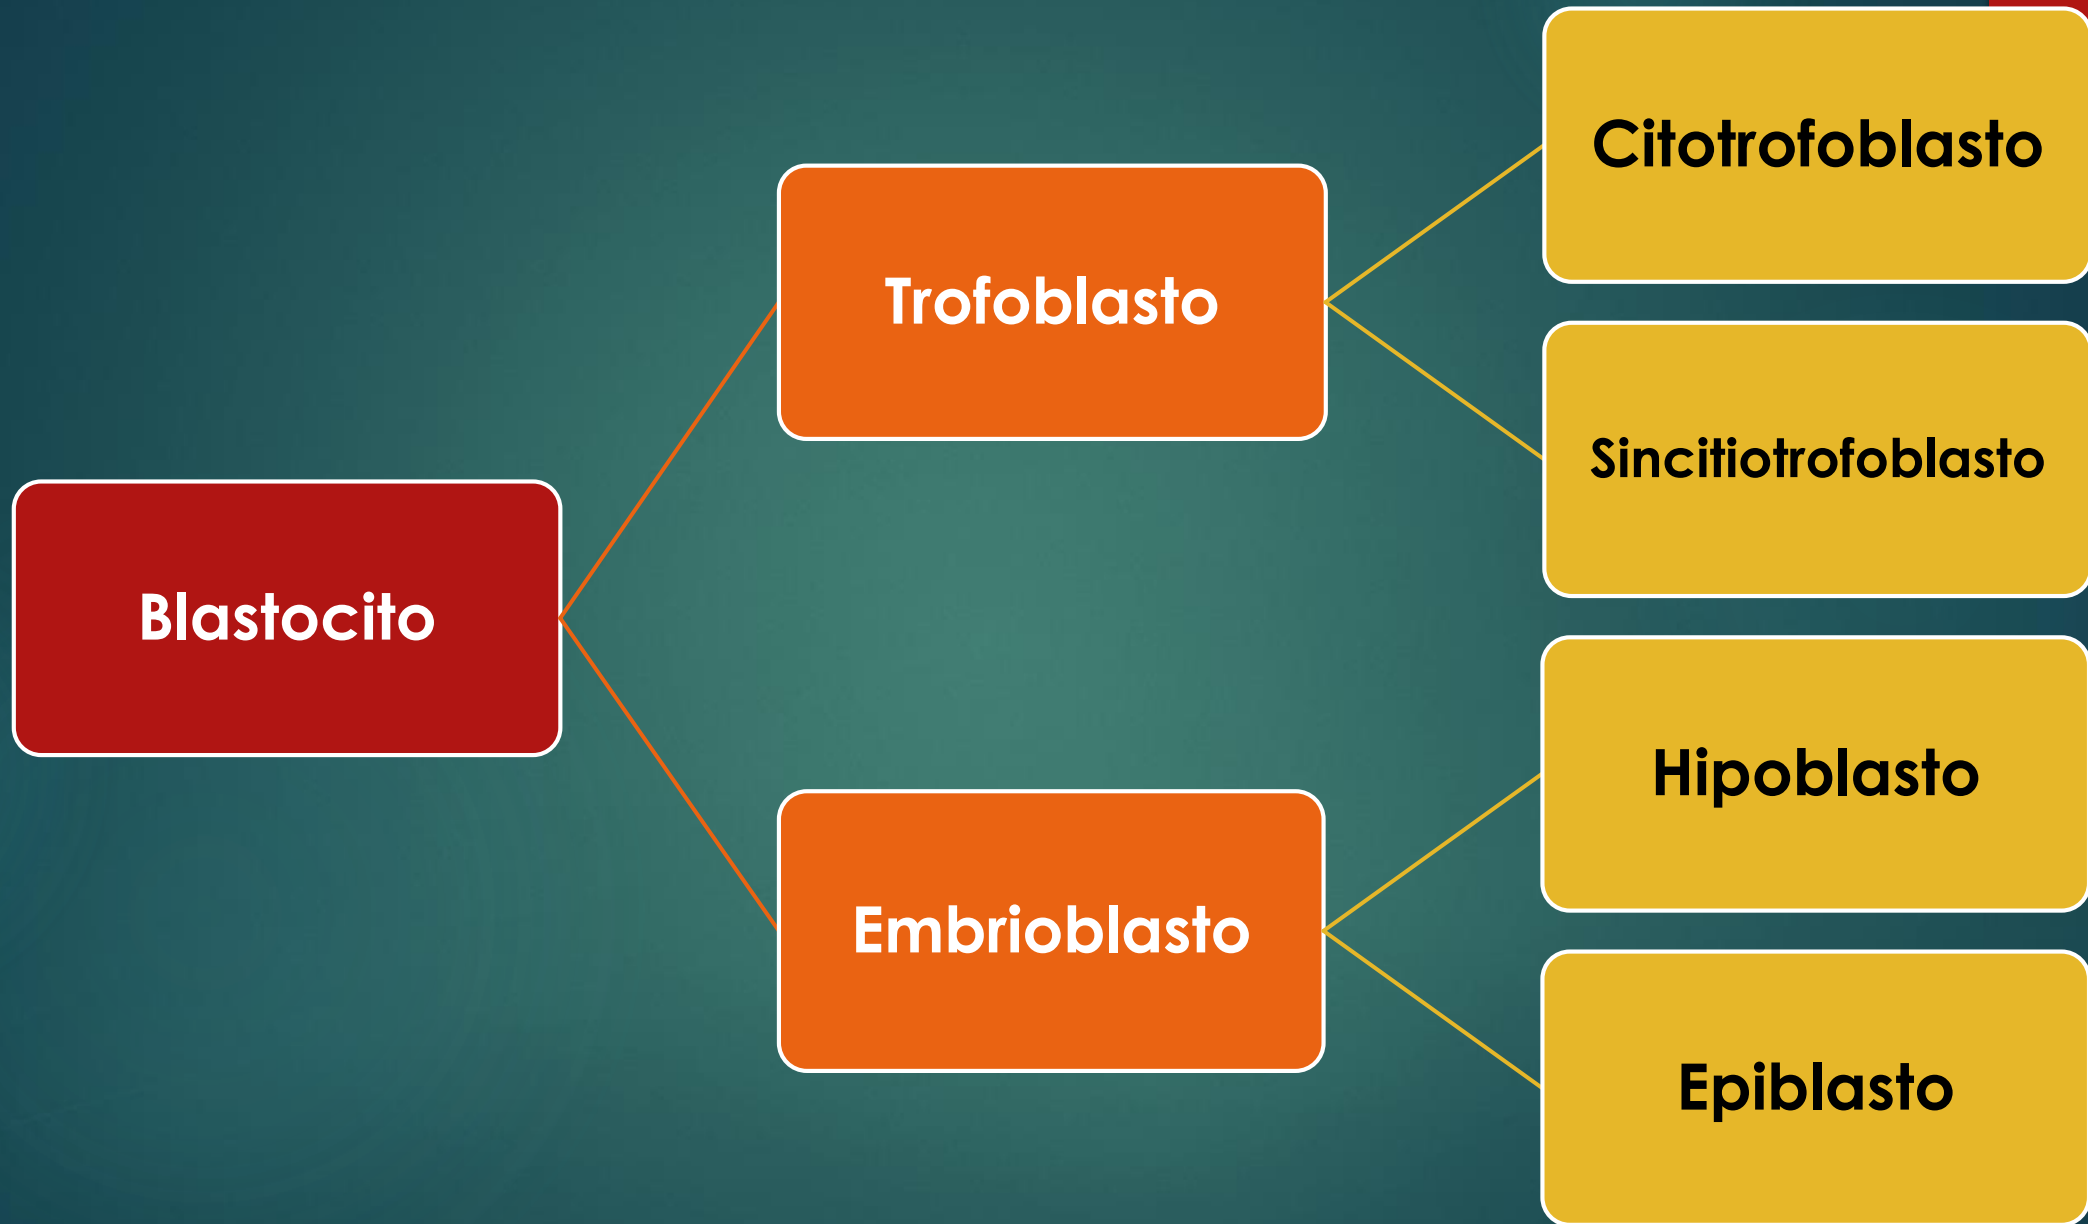 Blastocito
Trofoblasto
Citotrofoblasto
Sincitiotrofoblasto
Embrioblasto
Hipoblasto
Epiblasto